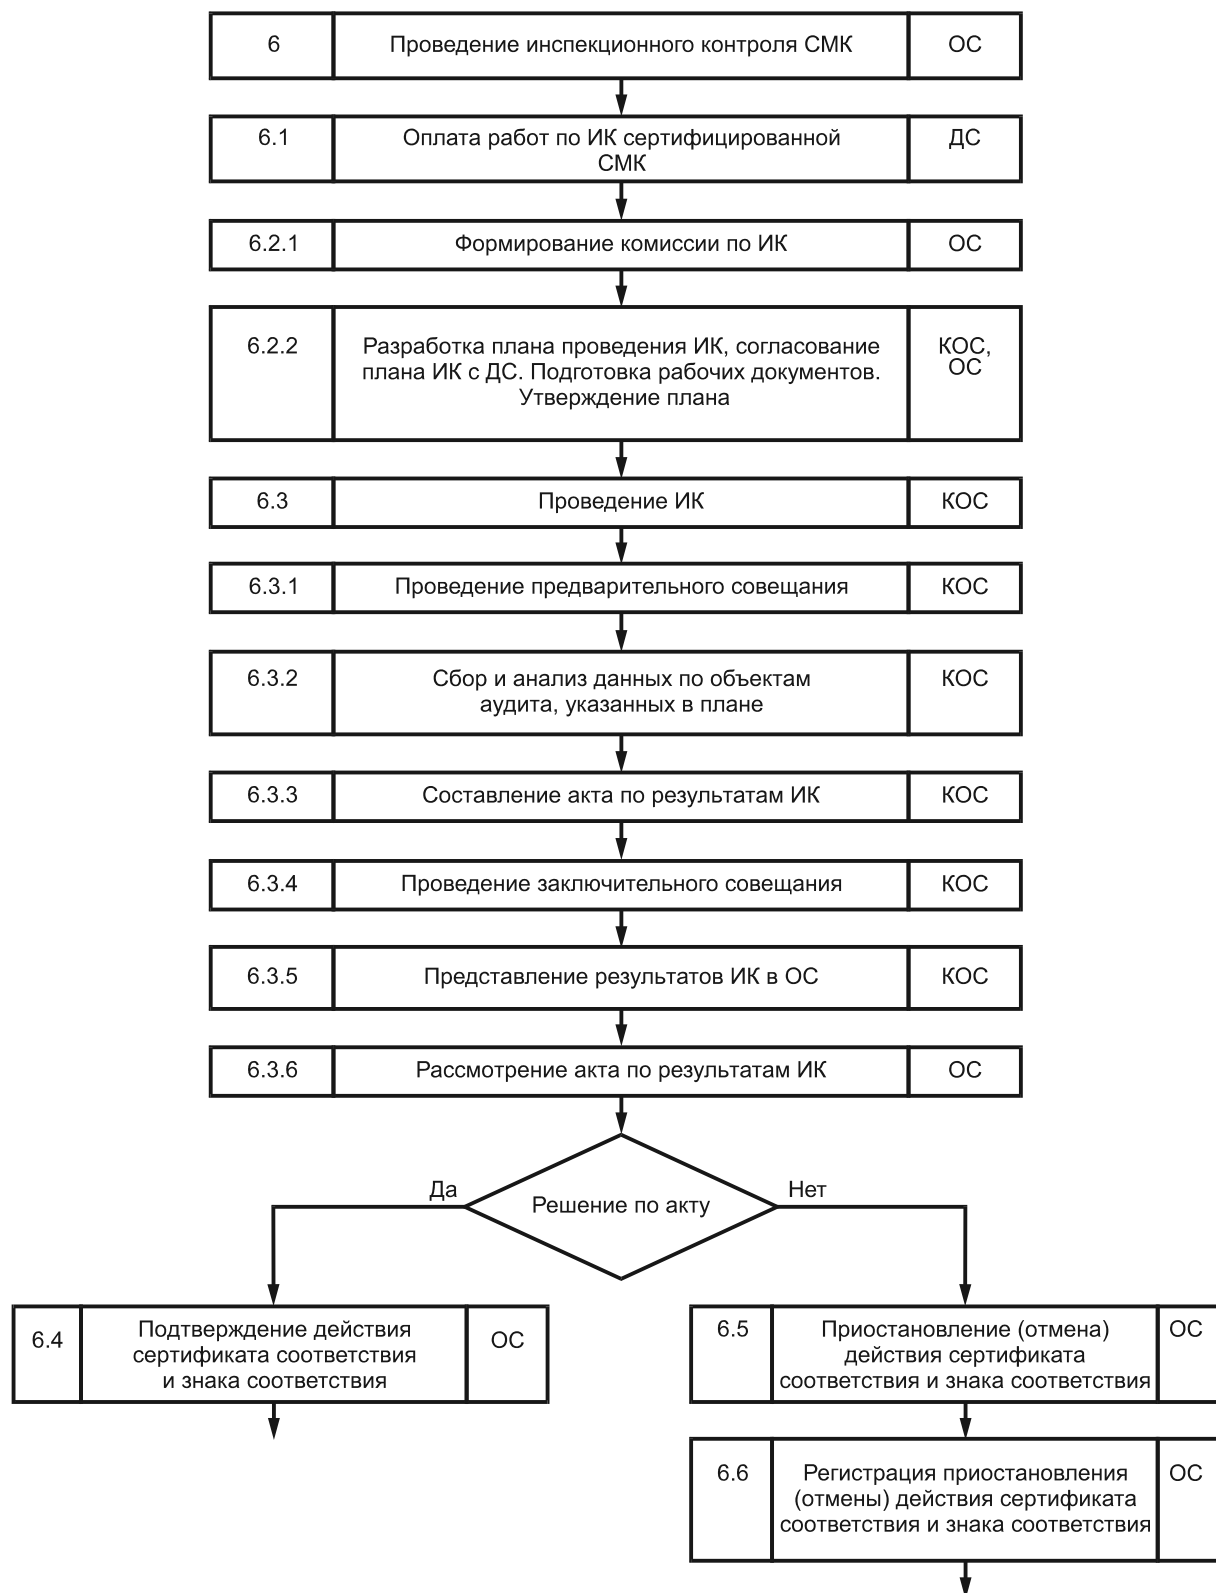 6 Проведение инспекционного контроля СМК ОС
6.1 Оплата работ по ИК сертифицированной ДС
СМК
6.2.1 Формирование комиссии по ИК ОС
6.2.2 Разработка плана проведения ИК, согласование КОС,
плана ИК с ДС. Подготовка рабочих документов. ОС
Утверждение плана
6.3 Проведение ИК КОС
6.3.1 Проведение предварительного совещания КОС
6.3.2 Сбор и анализ данных по объектам КОС
аудита, указанных в плане
6.3.3 Составление акта по результатам ИК КОС
6.3.4 Проведение заключительного совещания КОС
6.3.5 Представление результатов ИК в ОС КОС
6.3.6 Рассмотрение акта по результатам ИК ОС
Да Нет
Решение по акту
6.4 Подтверждение действия ОС
сертификата соответствия
и знака соответствия
6.5 Приостановление (отмена) ОС
действия сертификата
соответствия и знака соответствия
6.6 Регистрация приостановления ОС
(отмены) действия сертификата
соответствия и знака соответствия